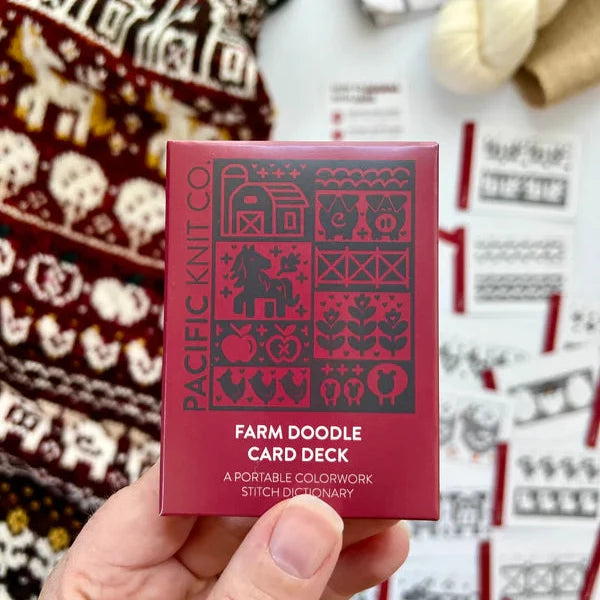 PACIFIC KNIT CO.
FARM DOODLE
CARD DECK
A PORTABLE COLORWORK
STITCH DICTIONARY